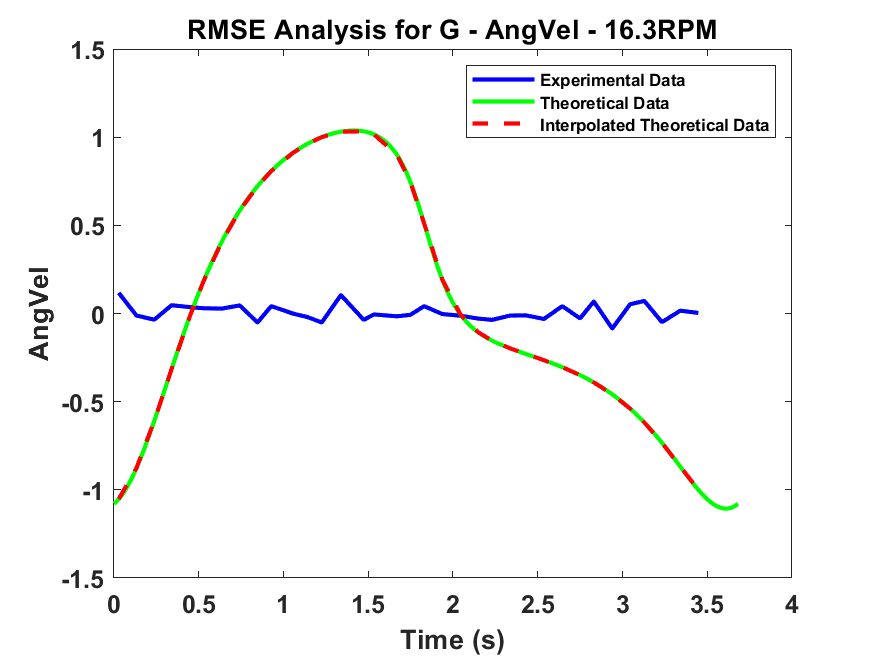 RMSE Analysis for G - AngVel - 16.3RPM
Experimental Data
Theoretical Data
Interpolated Theoretical Data
AngVel
1.5
1
0.5
0
-0.5
-1
-1.5
0 0.5 1 1.5 2 2.5 3 3.5 4
Time (s)